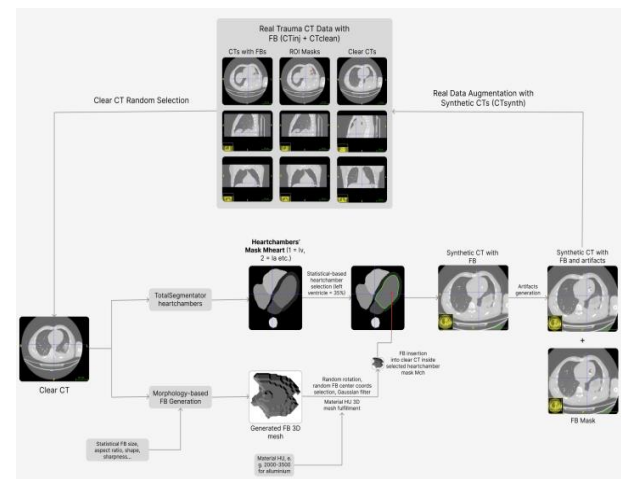 Real Trauma CT Data with
FB (CTinj + CTclean)
CTs with FBs
ROI Masks
Clear CTs
Clear CT Random Selection
Real Data Augmentation with
Synthetic CTs (CTsynth)
Heartchambers'
Mask Mheart (1 = lv,
2 = la etc.)
Statistical-based
heartchamber
selection (left
ventricle = 35%)
Synthetic CT with
FB
Synthetic CT with
FB and artifacts
Artifacts
generation
TotalSegmentator
heartchambers
Clear CT
Morphology-based
FB Generation
FB insertion
into clear CT inside
selected heartchamber
mask Mch
Random rotation,
random FB center coords
selection, Gaussian filter
Material HU 3D
mesh fulfillment
+
FB Mask
Generated FB 3D
mesh
Statistical FB size,
aspect ratio, shape,
sharpness...
Material HU, e.
g. 2000-3500
for alluminium